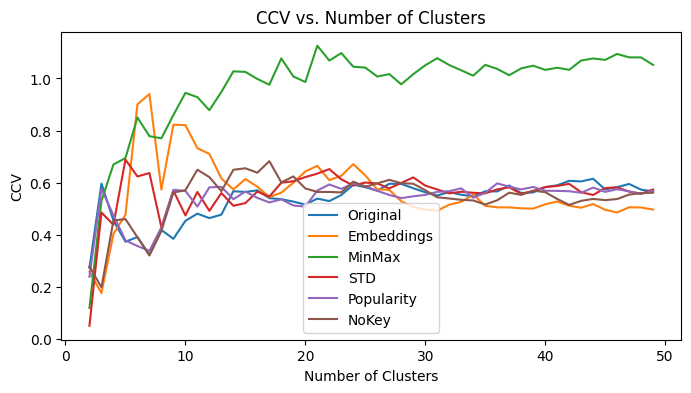 CCV vs. Number of Clusters
CCV
1.0
0.8
0.6
0.4
0.2
0.0
Original
Embeddings
MinMax
STD
Popularity
NoKey
0 10 20 30 40 50
Number of Clusters